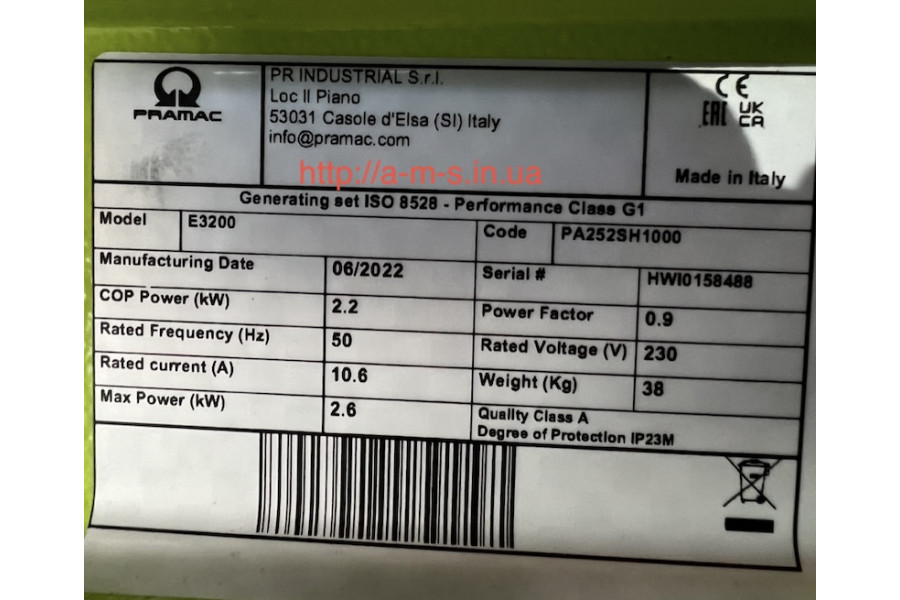 PRAMAC
PR INDUSTRIAL S.r.l.
Loc Il Piano
53031 Casole d'Elsa (SI) Italy
info@pramac.com
http://a-m-s.in.ua
CE
EAC UK CA
Made in Italy
Generating set ISO 8528 - Performance Class G1
Model E3200 Code PA252SH1000
Manufacturing Date 06/2022 Serial # HWI0158488
COP Power (kW) 2.2 Power Factor 0.9
Rated Frequency (Hz) 50 Rated Voltage (V) 230
Rated current (A) 10.6 Weight (Kg) 38
Max Power (kW) 2.6 Quality Class A
Degree of Protection IP23M